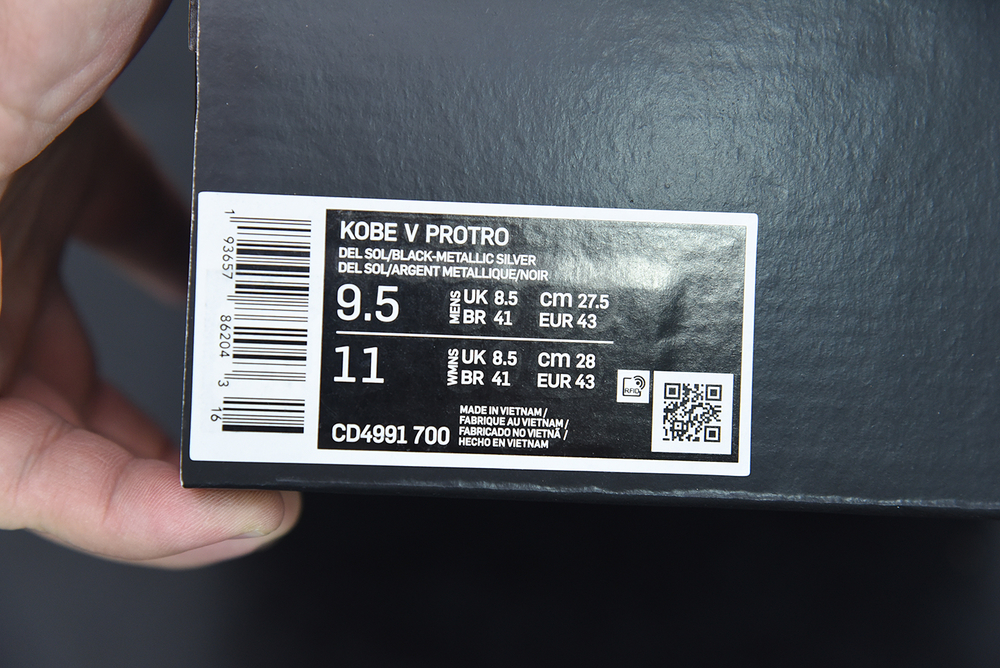 1
93657
86204
3
16
KOBE V PROTRO
DEL SOL/BLACK-METALLIC SILVER
DEL SOL/ARGENT METALLIQUE/NOIR
9.5 MENS UK 8.5 cm 27.5
BR 41 EUR 43
11 WMNS UK 8.5 cm 28
BR 41 EUR 43
RFID
CD4991 700
MADE IN VIETNAM /
FABRIQUE AU VIETNAM /
FABRICADO NO VIETNÃ /
HECHO EN VIETNAM